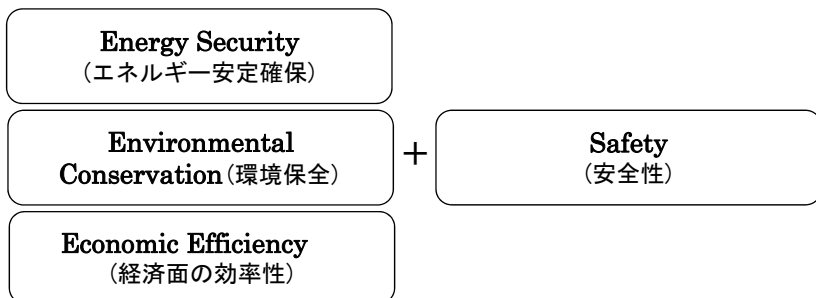 Energy Security
(エネルギー安定確保)
Environmental
Conservation(環境保全)
+
Safety
(安全性)
Economic Efficiency
(経済面の効率性)